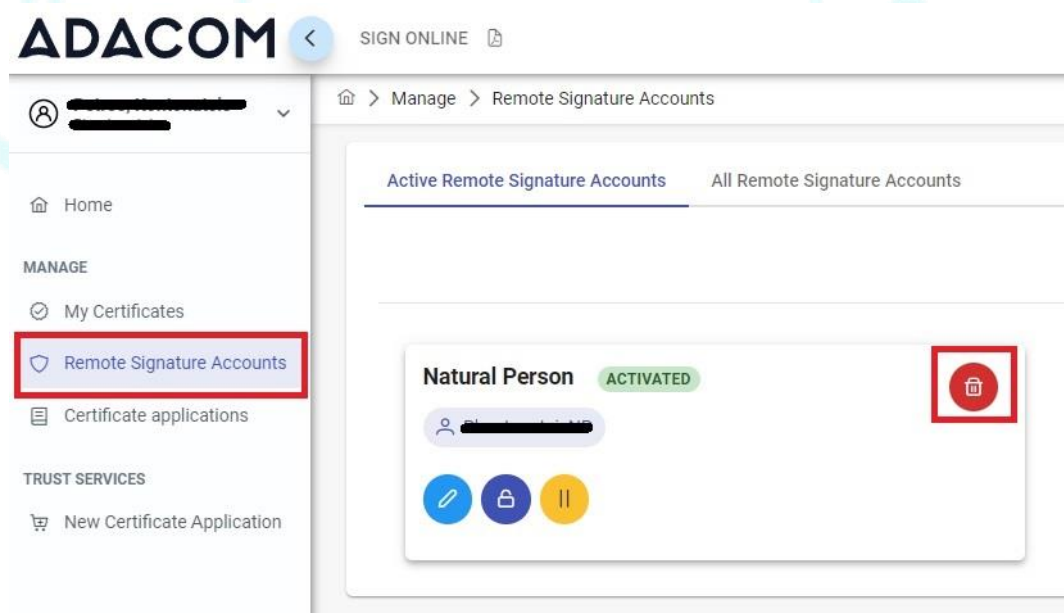 ADACOM
SIGN ONLINE
Manage > Remote Signature Accounts
Active Remote Signature Accounts
All Remote Signature Accounts
Home
MANAGE
My Certificates
Remote Signature Accounts
Certificate applications
TRUST SERVICES
New Certificate Application
Natural Person
ACTIVATED